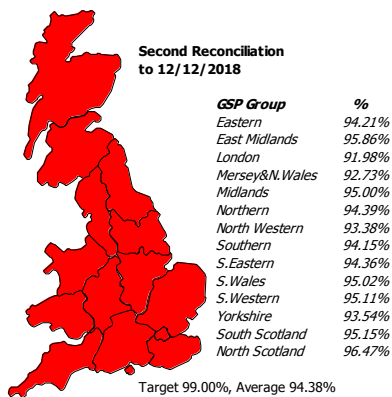 Second Reconciliation
to 12/12/2018
GSP Group %
Eastern 94.21%
East Midlands 95.86%
London 91.98%
Mersey&N.Wales 92.73%
Midlands 95.00%
Northern 94.39%
North Western 93.38%
Southern 94.15%
S.Eastern 94.36%
S.Wales 95.02%
S.Western 95.11%
Yorkshire 93.54%
South Scotland 95.15%
North Scotland 96.47%
Target 99.00%, Average 94.38%